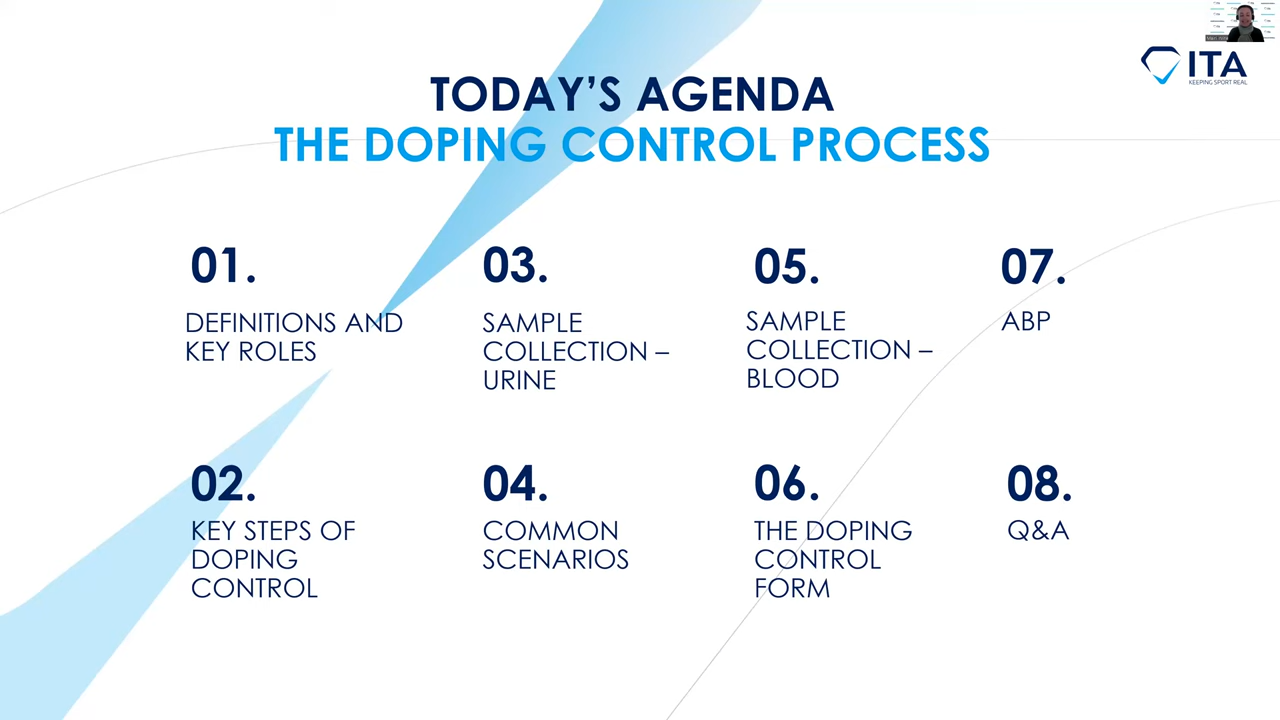 ITA
KEEPING SPORT REAL
TODAY'S AGENDA
THE DOPING CONTROL PROCESS
01.
DEFINITIONS AND
KEY ROLES
02.
KEY STEPS OF
DOPING
CONTROL
03.
SAMPLE
COLLECTION –
URINE
04.
COMMON
SCENARIOS
05.
SAMPLE
COLLECTION –
BLOOD
06.
THE DOPING
CONTROL
FORM
07.
ABP
08.
Q&A